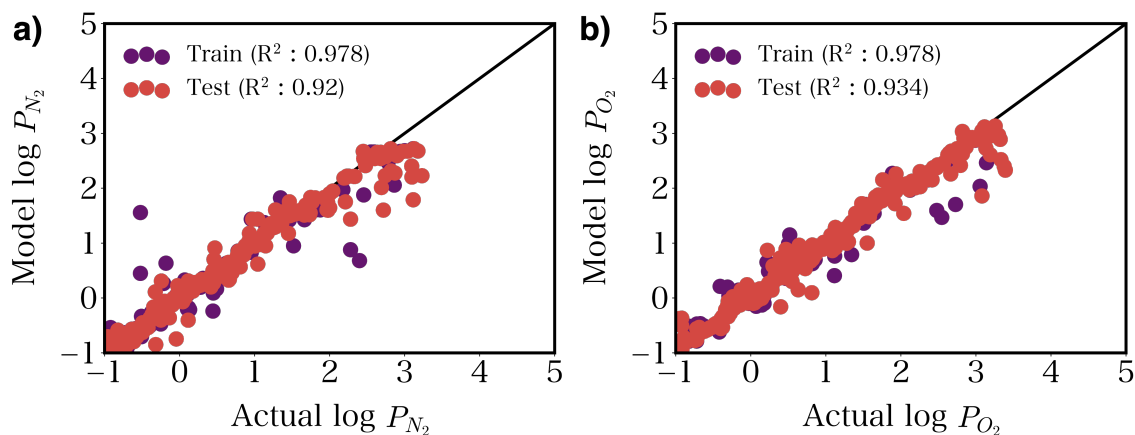 a)
Train (R² : 0.978)
Test (R² : 0.92)
Model log P_{N_2}
5
4
3
2
1
0
−1
−1 0 1 2 3 4 5
Actual log P_{N_2}
b)
Train (R² : 0.978)
Test (R² : 0.934)
Model log P_{O_2}
5
4
3
2
1
0
−1
−1 0 1 2 3 4 5
Actual log P_{O_2}